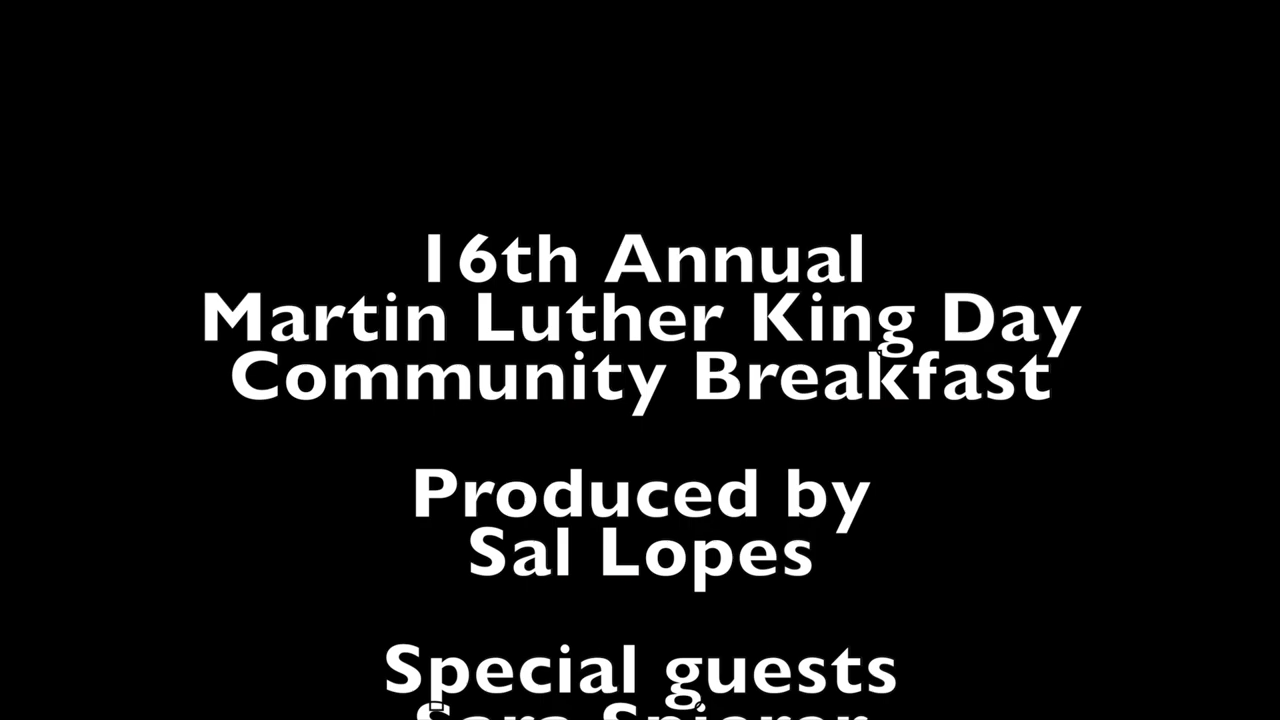 16th Annual
Martin Luther King Day
Community Breakfast
Produced by
Sal Lopes
Special guests